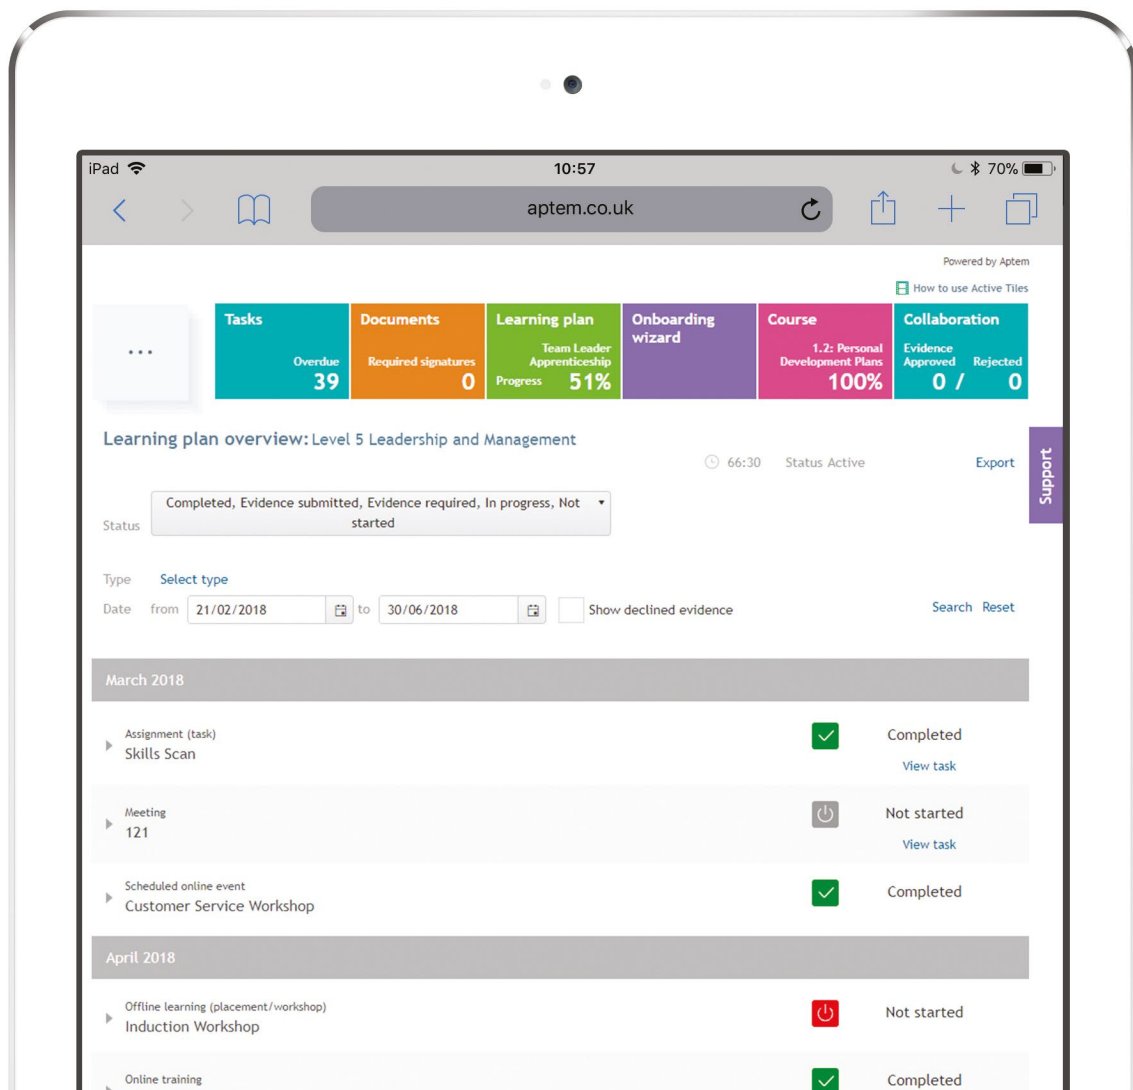 iPad 10:57 70%
aptem.co.uk
Powered by Aptem
How to use Active Tiles
Tasks
Overdue
39
Documents
Required signatures
0
Learning plan
Team Leader
Apprenticeship
Progress 51%
Onboarding
wizard
Course
1.2: Personal
Development Plans
100%
Collaboration
Evidence
Approved Rejected
0 / 0
Learning plan overview: Level 5 Leadership and Management
66:30 Status Active Export
Support
Status
Completed, Evidence submitted, Evidence required, In progress, Not
started
Type Select type
Date from 21/02/2018 to 30/06/2018 Show declined evidence Search Reset
March 2018
Assignment (task)
Skills Scan
Completed
View task
Meeting
121
Not started
View task
Scheduled online event
Customer Service Workshop
Completed
April 2018
Offline learning (placement/workshop)
Induction Workshop
Not started
Online training
Completed